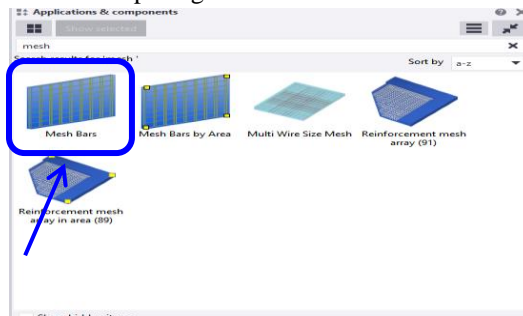 Applications & components
Show selected
mesh
Search results for 'mesh'
Sort by a-z
Mesh Bars
Mesh Bars by Area
Multi Wire Size Mesh
Reinforcement mesh
array (91)
Reinforcement mesh
array in area (89)